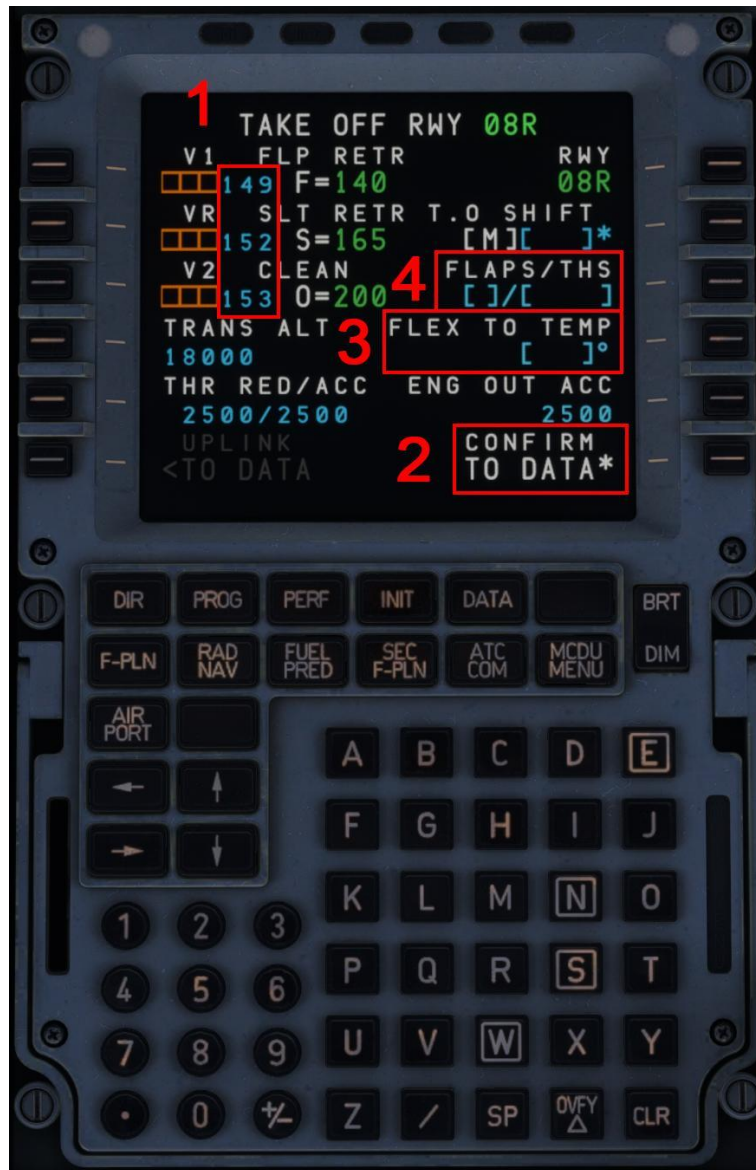 1
TAKE OFF RWY 08R
V1 FLP RETR RWY
149 F=140 08R
VR SLT RETR T.O SHIFT
152 S=165 [M][ ]*
V2 CLEAN 4 FLAPS/THS
153 O=200 [ ]/[ ]
TRANS ALT 3 FLEX TO TEMP
18000 [ ]°
THR RED/ACC ENG OUT ACC
2500/2500 2500
UPLINK 2 CONFIRM
<TO DATA TO DATA*
DIR PROG PERF INIT DATA BRT
F-PLN RAD NAV FUEL PRED SEC F-PLN ATC COM MCDU MENU DIM
AIR PORT
← ↑ A B C D E
→ ↓ F G H I J
1 2 3 K L M N O
4 5 6 P Q R S T
7 8 9 U V W X Y
. 0 +/- Z / SP OVFY △ CLR